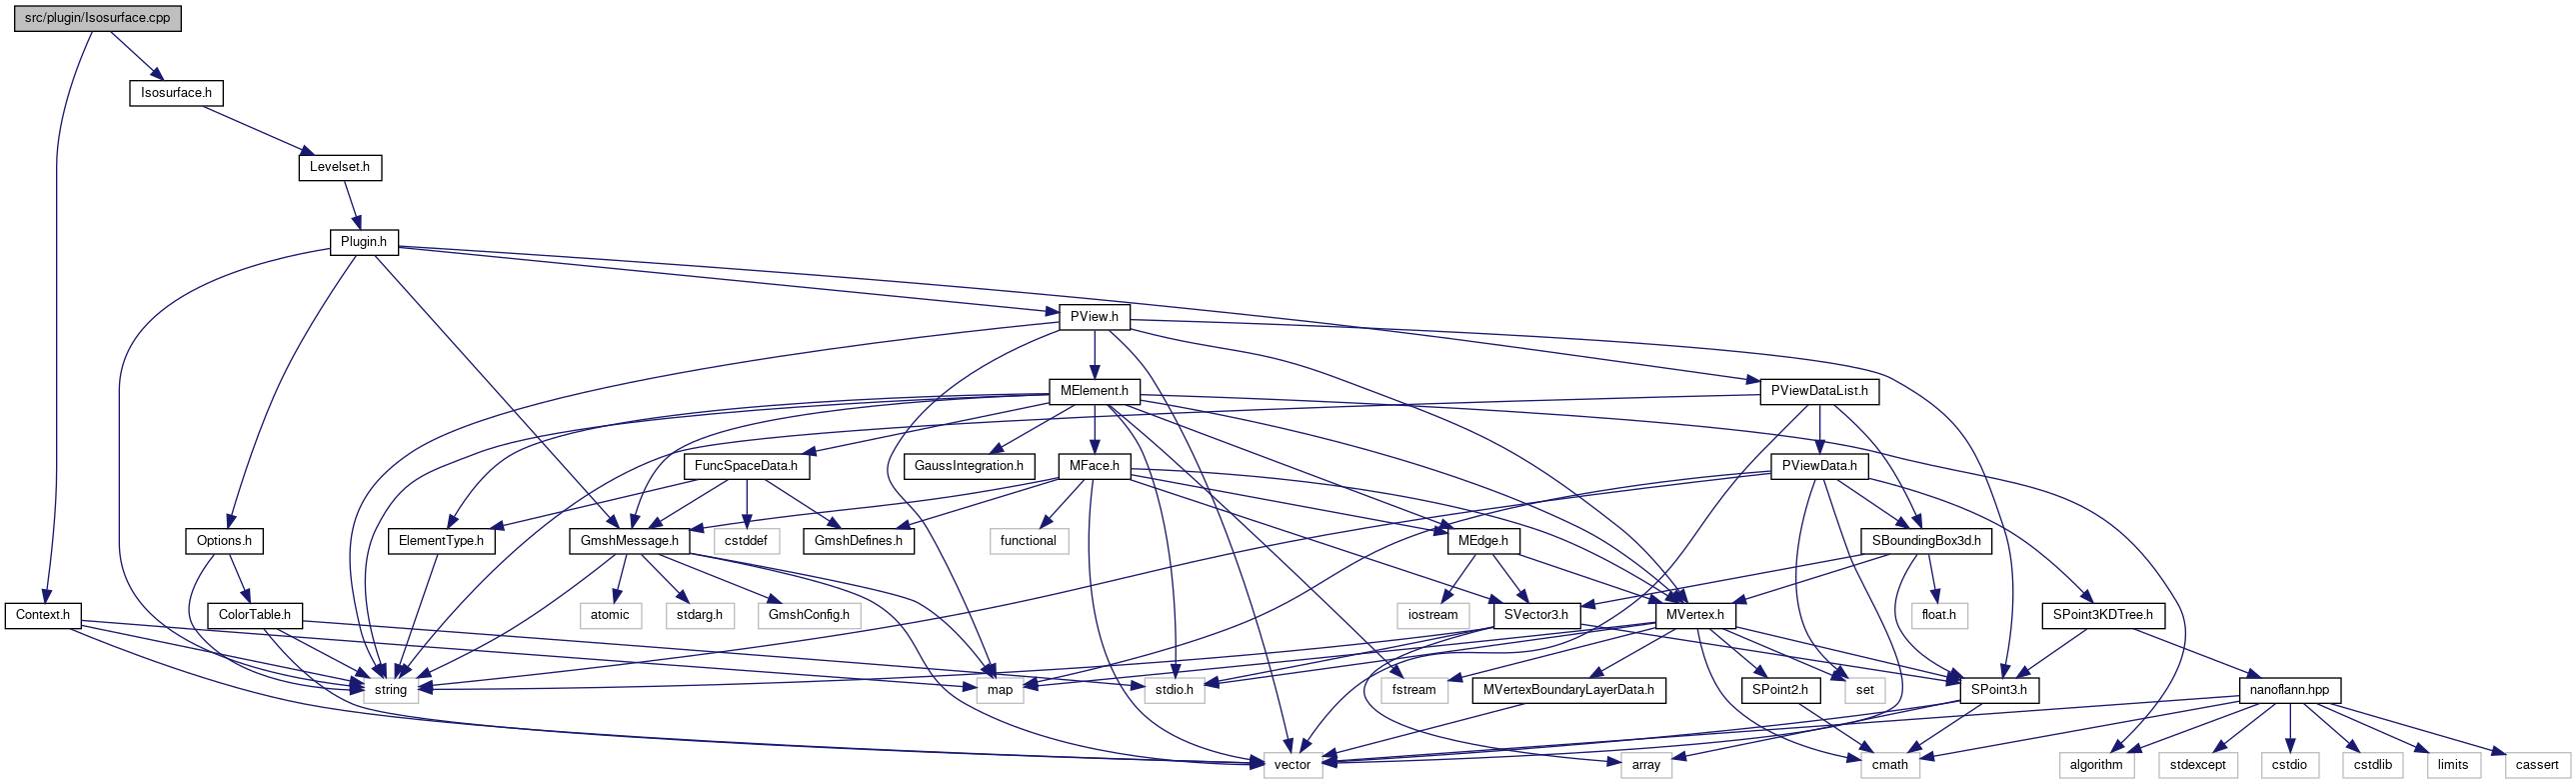 src/plugin/Isosurface.cpp
Isosurface.h
Levelset.h
Plugin.h
PView.h
MElement.h
PViewDataList.h
FuncSpaceData.h
GaussIntegration.h
MFace.h
PViewData.h
Options.h
ElementType.h
GmshMessage.h
cstddef
GmshDefines.h
functional
MEdge.h
SBoundingBox3d.h
Context.h
ColorTable.h
atomic
stdarg.h
GmshConfig.h
iostream
SVector3.h
MVertex.h
float.h
SPoint3KDTree.h
string
map
stdio.h
fstream
MVertexBoundaryLayerData.h
SPoint2.h
set
SPoint3.h
nanoflann.hpp
vector
array
cmath
algorithm
stdexcept
cstdio
cstdlib
limits
cassert